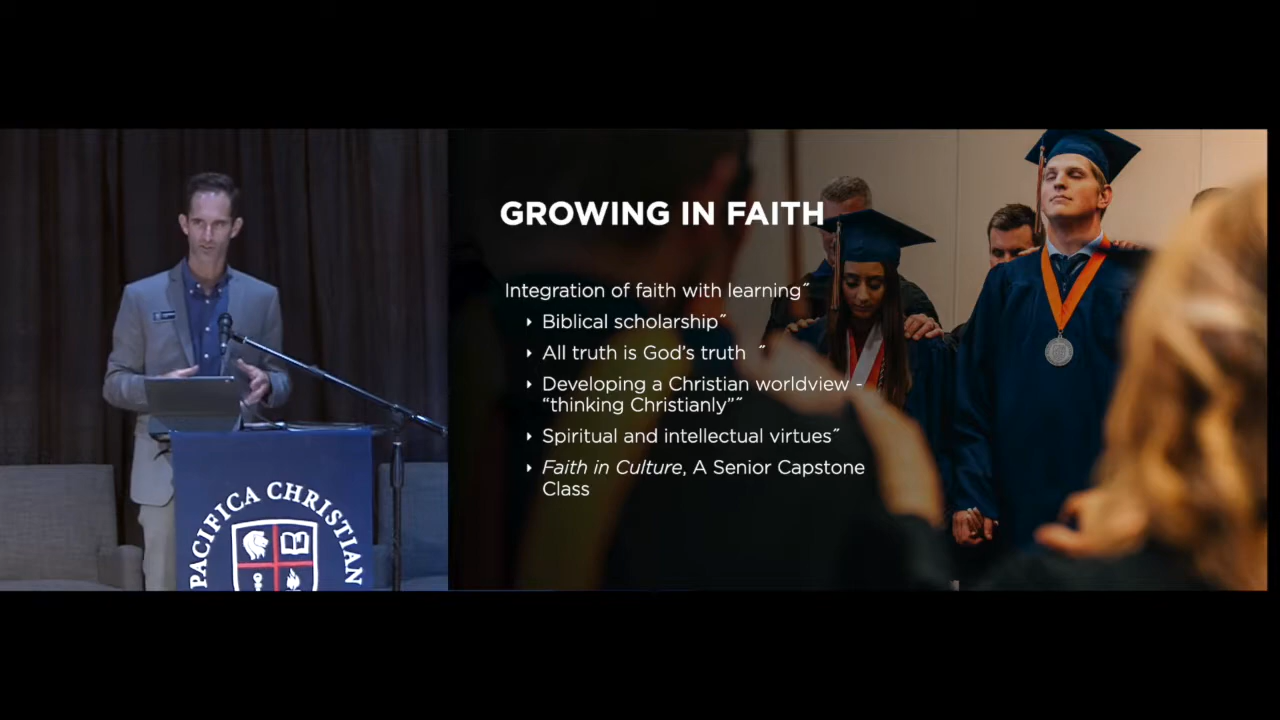 GROWING IN FAITH
Integration of faith with learning˝
‣ Biblical scholarship˝
‣ All truth is God’s truth ˝
‣ Developing a Christian worldview -
“thinking Christianly”˝
‣ Spiritual and intellectual virtues˝
‣ Faith in Culture, A Senior Capstone
Class
PACIFICA CHRISTIAN